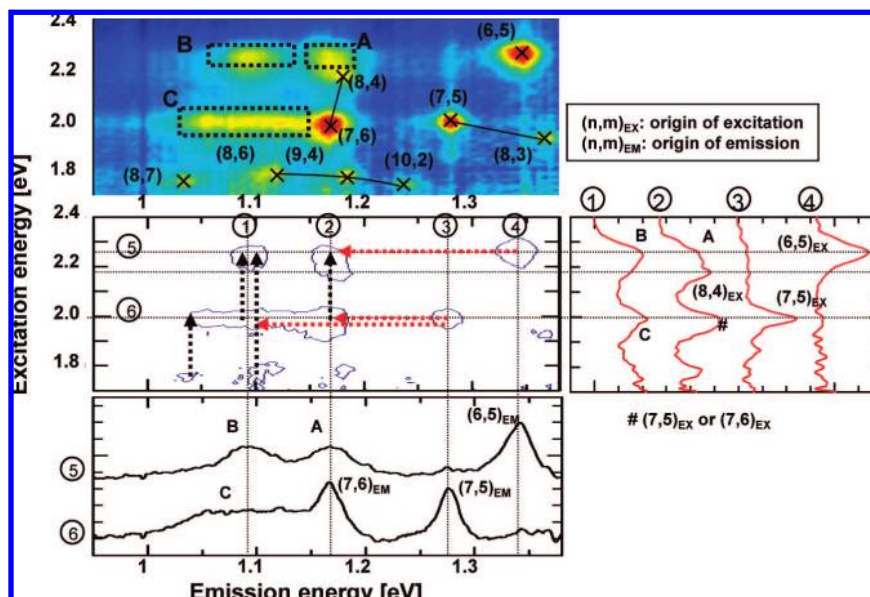 2.4
2.2
2.0
1.8
B
A
C
(6,5)
(8,4)
(7,5)
(7,6)
(8,6)
(9,4)
(10,2)
(8,3)
(8,7)
1.1
1.2
1.3
(n,m)EX: origin of excitation
(n,m)EM: origin of emission
Excitation energy [eV]
2.4
2.2
2.0
1.8
① ② ③ ④
⑤
⑥
① ② ③ ④
B
A
(6,5)EX
(8,4)EX
(7,5)EX
C
#
# (7,5)EX or (7,6)EX
B
A
(6,5)EM
⑤
C
(7,6)EM
(7,5)EM
⑥
1
1.1
1.2
1.3
Emission energy [eV]